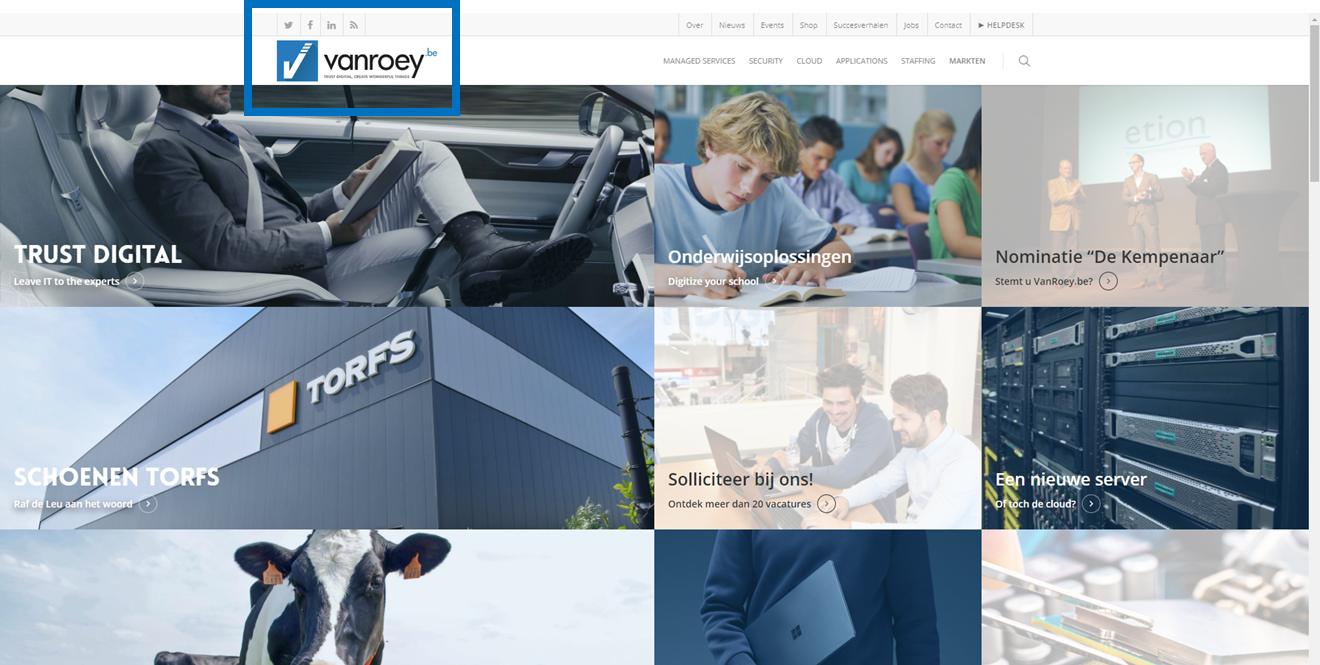 Over Nieuws Events Shop Succesverhalen Jobs Contact ▶ HELPDESK
vanroey.be
TRUST DIGITAL, CREATE WONDERFUL THINGS
MANAGED SERVICES SECURITY CLOUD APPLICATIONS STAFFING MARKTEN
etion
TRUST DIGITAL
Leave IT to the experts
Onderwijsoplossingen
Digitize your school
Nominatie “De Kempenaar”
Stemt u VanRoey.be?
TORFS
SCHOENEN TORFS
Raf de Leu aan het woord
Solliciteer bij ons!
Ontdek meer dan 20 vacatures
Een nieuwe server
Of toch de cloud?